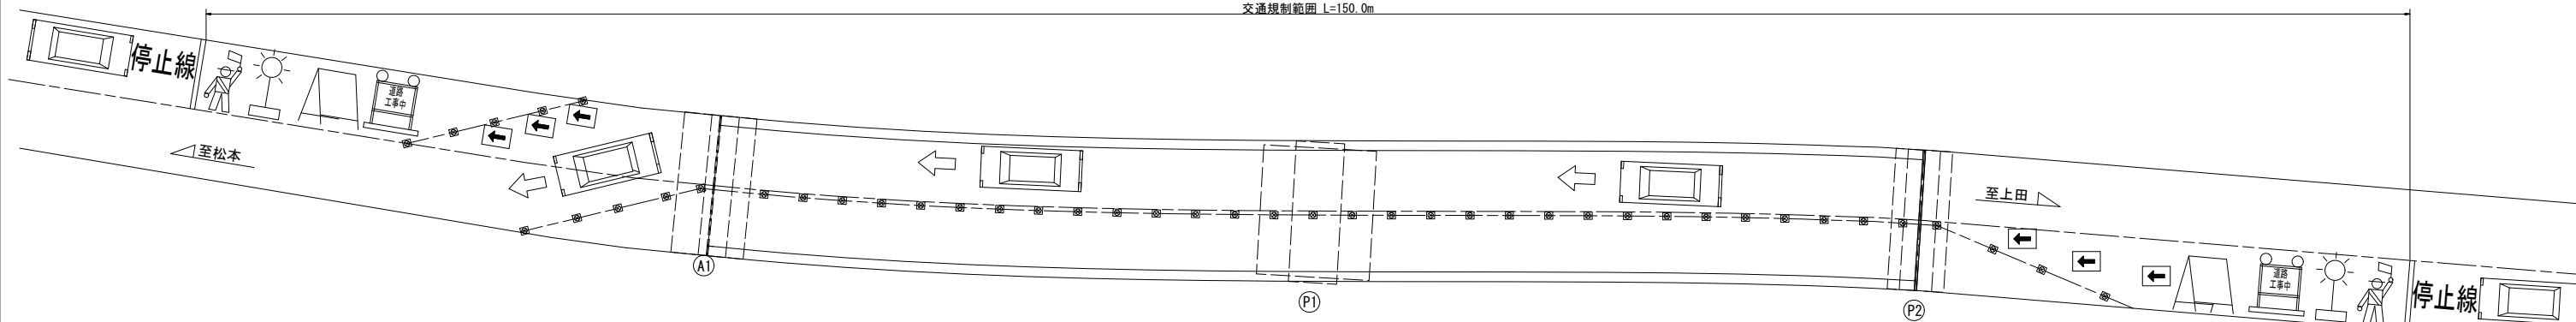 交通規制範囲 L=150.0m
停止線
道路
工事中
至松本
至上田
A1
P1
P2
道路
工事中
停止線